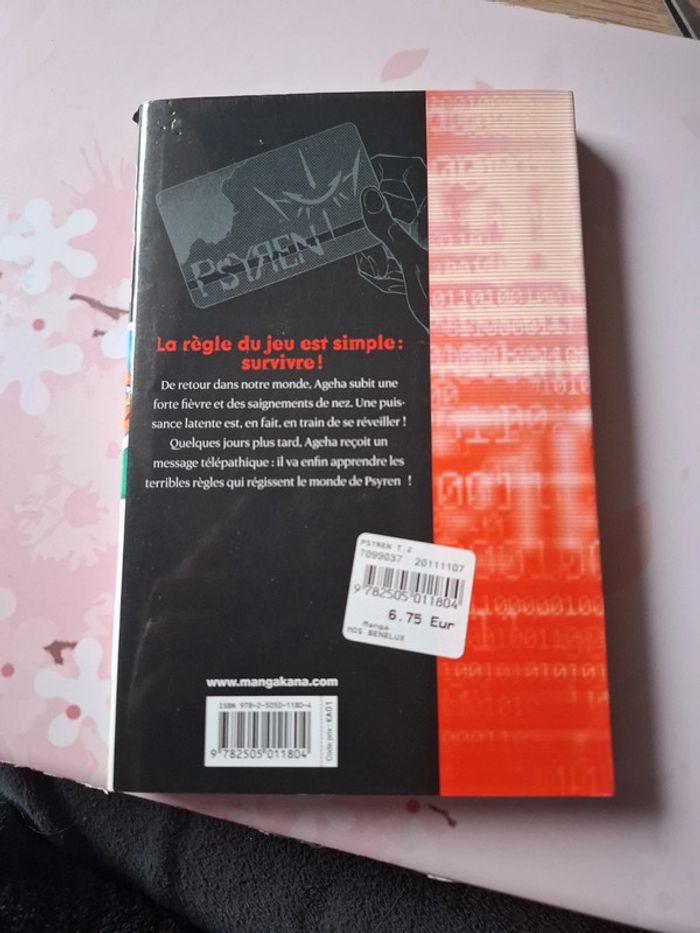 PSYREN
La règle du jeu est simple :
survivre !
De retour dans notre monde, Ageha subit une
forte fièvre et des saignements de nez. Une puis-
sance latente est, en fait, en train de se réveiller !
Quelques jours plus tard, Ageha reçoit un
message télépathique : il va enfin apprendre les
terribles règles qui régissent le monde de Psyren !
PSYREN T.2
7099037 20111107
9 782505 011804
6.75 Eur
Manga
MDS BENELUX
www.mangakana.com
ISBN 978-2-5050-1180-4
9 782505 011804
Code prix : KA01